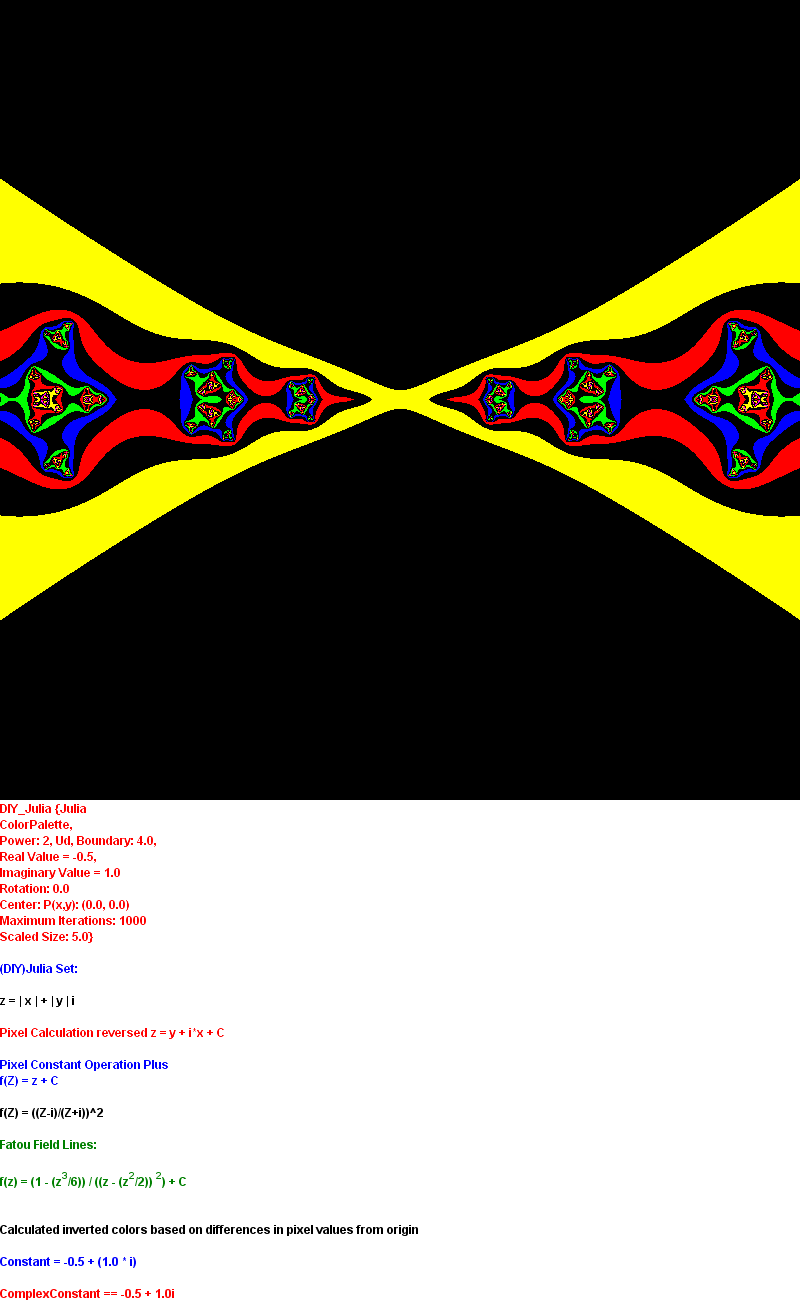 DIY_Julia {Julia
ColorPalette,
Power: 2, Ud, Boundary: 4.0,
Real Value = -0.5,
Imaginary Value = 1.0
Rotation: 0.0
Center: P(x,y): (0.0, 0.0)
Maximum Iterations: 1000
Scaled Size: 5.0}
(DIY)Julia Set:
z = | x | + | y | i
Pixel Calculation reversed z = y + i*x + C
Pixel Constant Operation Plus
f(Z) = z + C
f(Z) = ((Z-i)/(Z+i))^2
Fatou Field Lines:
f(z) = (1 - (z³/6)) / ((z - (z²/2)) ²) + C
Calculated inverted colors based on differences in pixel values from origin
Constant = -0.5 + (1.0 * i)
ComplexConstant == -0.5 + 1.0i